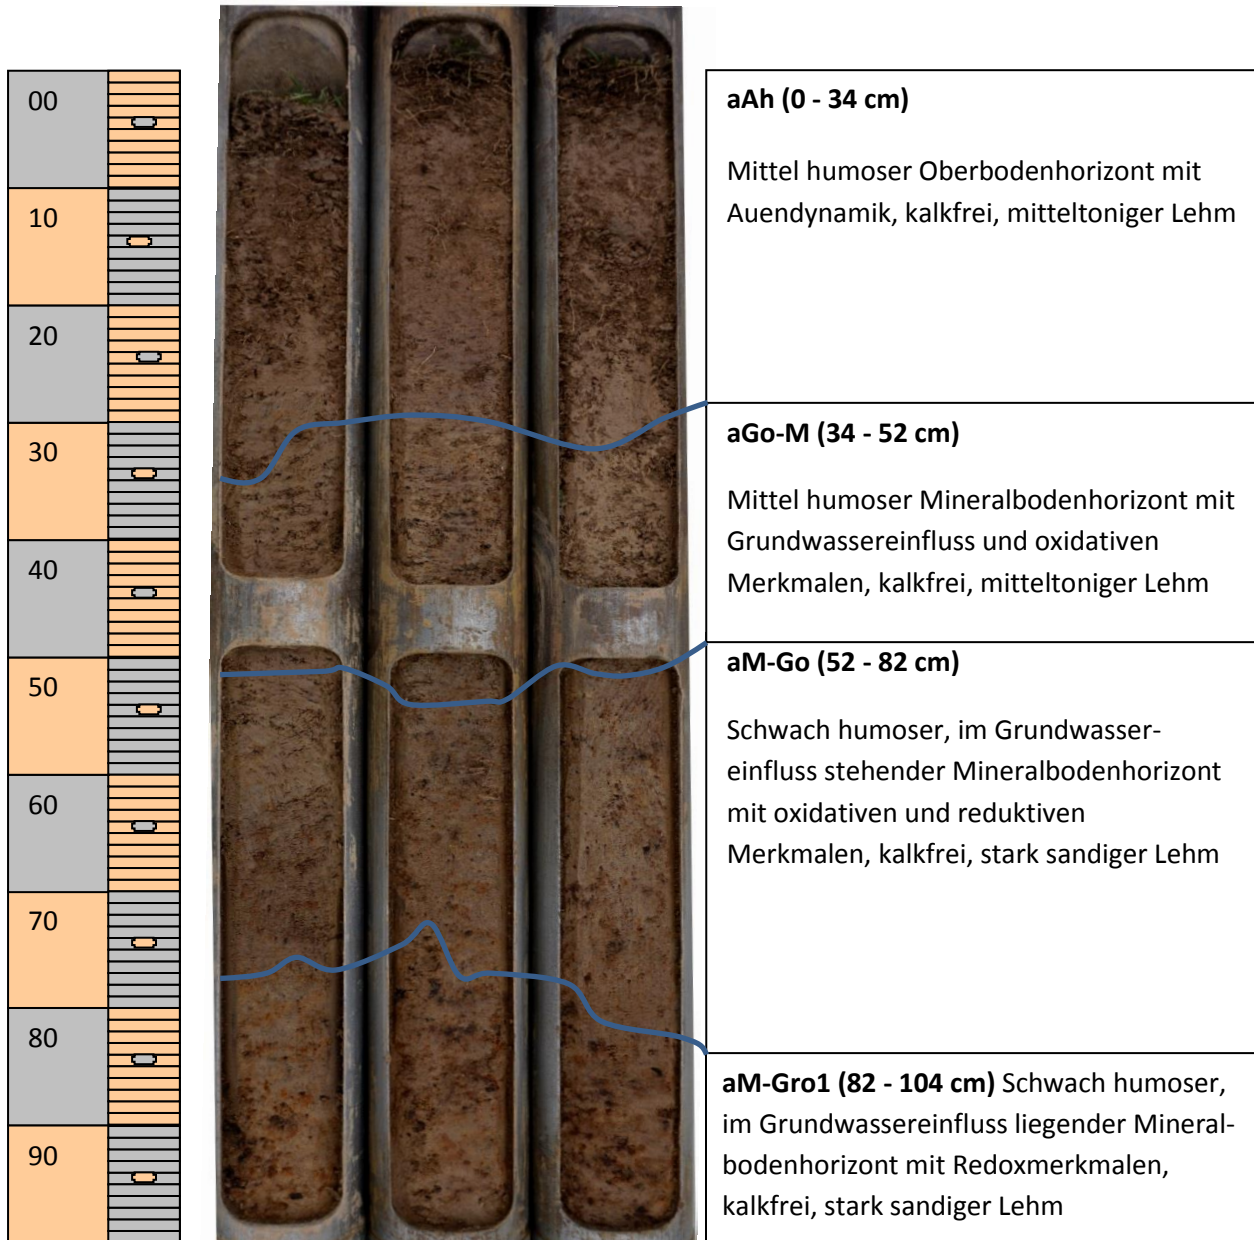 00
10
20
30
40
50
60
70
80
90
aAh (0 - 34 cm)
Mittel humoser Oberbodenhorizont mit
Auendynamik, kalkfrei, mitteltoniger Lehm
aGo-M (34 - 52 cm)
Mittel humoser Mineralbodenhorizont mit
Grundwassereinfluss und oxidativen
Merkmalen, kalkfrei, mitteltoniger Lehm
aM-Go (52 - 82 cm)
Schwach humoser, im Grundwasser-
einfluss stehender Mineralbodenhorizont
mit oxidativen und reduktiven
Merkmalen, kalkfrei, stark sandiger Lehm
aM-Gro1 (82 - 104 cm) Schwach humoser,
im Grundwassereinfluss liegender Mineral-
bodenhorizont mit Redoxmerkmalen,
kalkfrei, stark sandiger Lehm